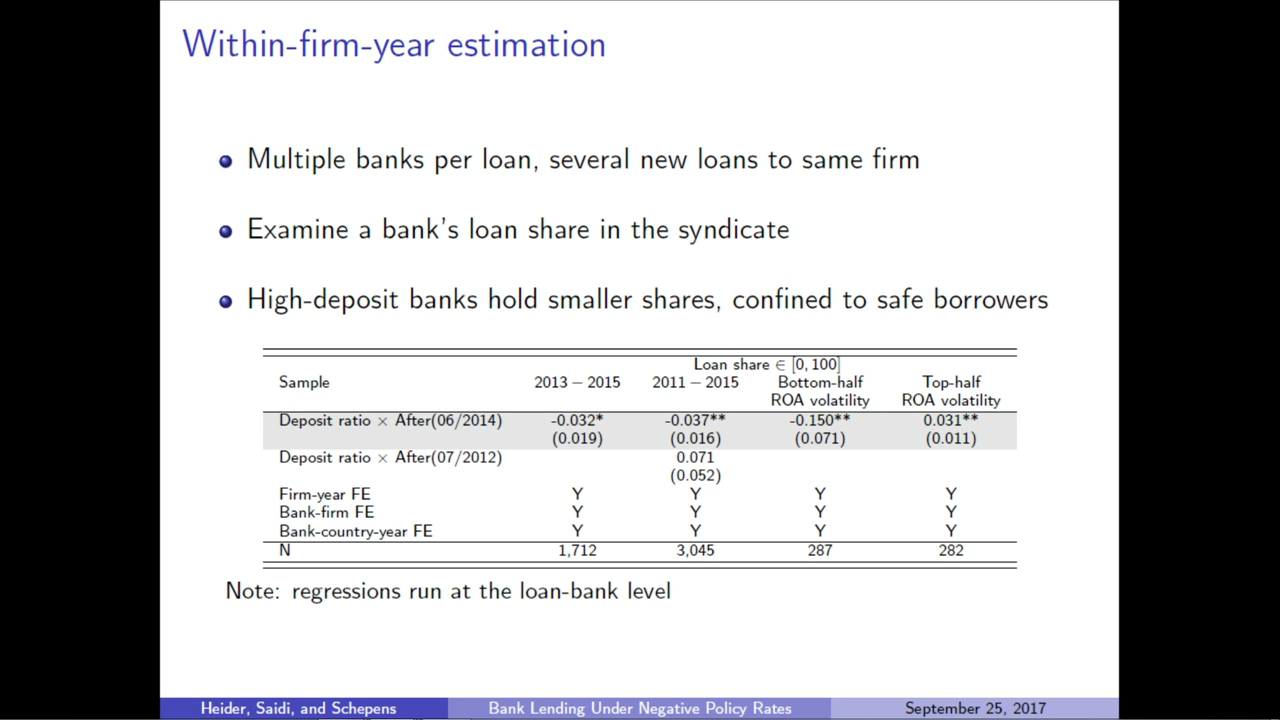 Within-firm-year estimation
Multiple banks per loan, several new loans to same firm
Examine a bank's loan share in the syndicate
High-deposit banks hold smaller shares, confined to safe borrowers
Loan share ∈ [0, 100]
Sample 2013 – 2015 2011 – 2015 Bottom-half Top-half
ROA volatility ROA volatility
Deposit ratio × After(06/2014) -0.032* -0.037** -0.150** 0.031**
(0.019) (0.016) (0.071) (0.011)
Deposit ratio × After(07/2012) 0.071
(0.052)
Firm-year FE Y Y Y Y
Bank-firm FE Y Y Y Y
Bank-country-year FE Y Y Y Y
N 1,712 3,045 287 282
Note: regressions run at the loan-bank level
Heider, Saidi, and Schepens Bank Lending Under Negative Policy Rates September 25, 2017